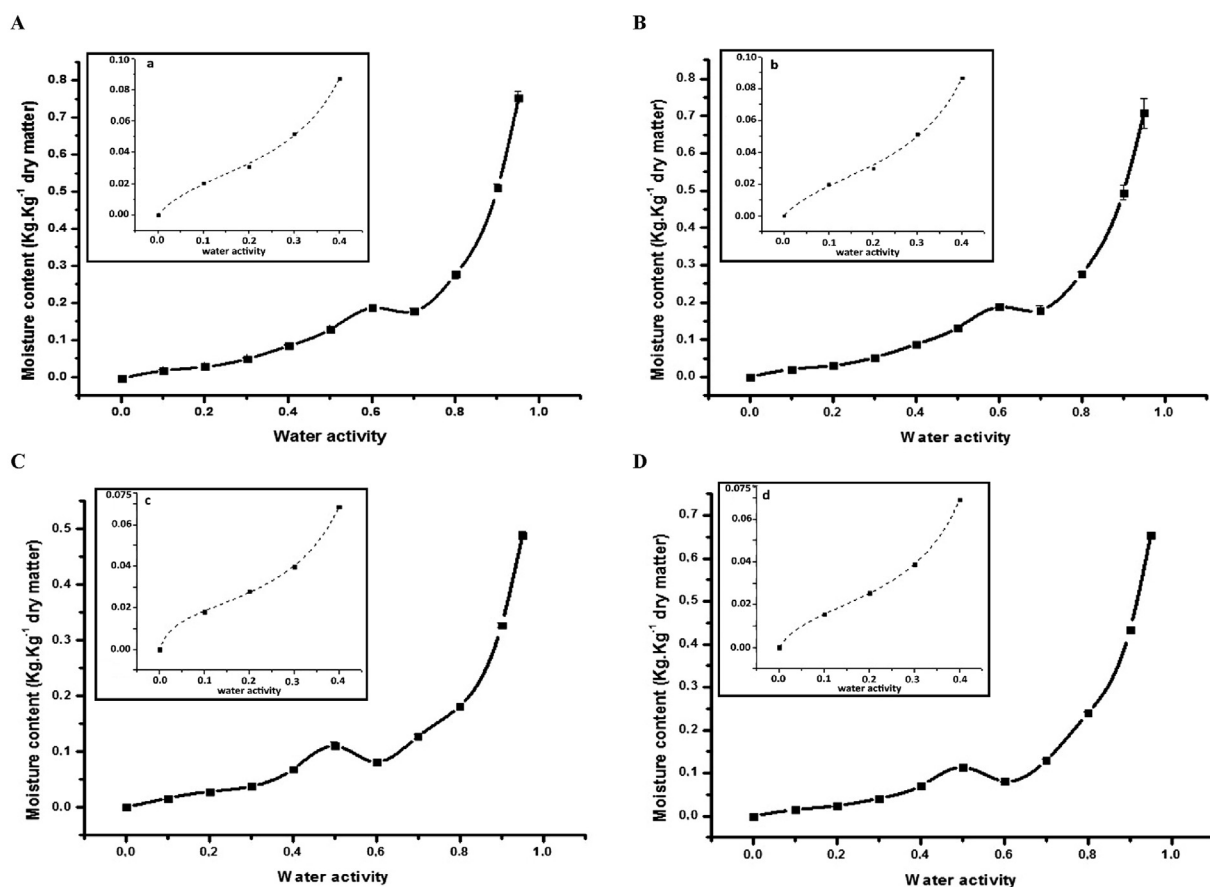 A
Moisture content (Kg.Kg⁻¹ dry matter)
0.8
0.7
0.6
0.5
0.4
0.3
0.2
0.1
0.0
0.0 0.2 0.4 0.6 0.8 1.0
Water activity
a
0.10
0.08
0.06
0.04
0.02
0.00
0.0 0.1 0.2 0.3 0.4
water activity
B
Moisture content (Kg.Kg⁻¹ dry matter)
0.8
0.7
0.6
0.5
0.4
0.3
0.2
0.1
0.0
0.0 0.2 0.4 0.6 0.8 1.0
Water activity
b
0.10
0.08
0.06
0.04
0.02
0.00
0.0 0.1 0.2 0.3 0.4
water activity
C
Moisture content (Kg.Kg⁻¹ dry matter)
0.5
0.4
0.3
0.2
0.1
0.0
0.0 0.2 0.4 0.6 0.8 1.0
Water activity
c
0.075
0.06
0.04
0.02
0.00
0.0 0.1 0.2 0.3 0.4
water activity
D
Moisture content (Kg.Kg⁻¹ dry matter)
0.7
0.6
0.5
0.4
0.3
0.2
0.1
0.0
0.0 0.2 0.4 0.6 0.8 1.0
Water activity
d
0.075
0.06
0.04
0.02
0.00
0.0 0.1 0.2 0.3 0.4
water activity